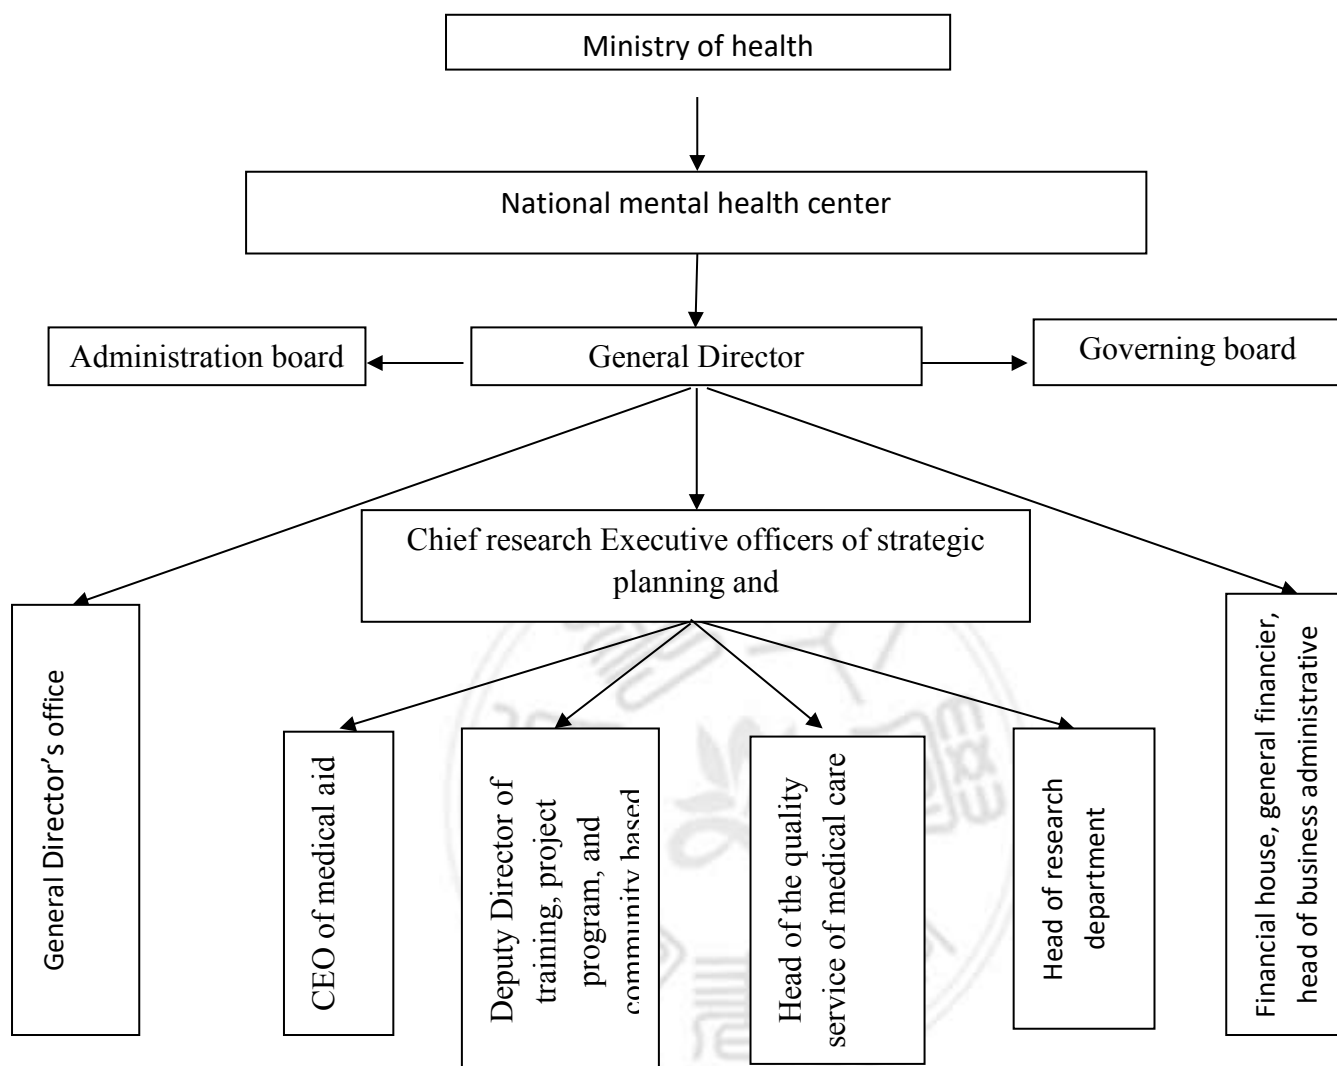 Ministry of health
National mental health center
Administration board
General Director
Governing board
Chief research Executive officers of strategic
planning and
General Director’s office
CEO of medical aid
Deputy Director of
training, project
program, and
community based
Head of the quality
service of medical care
Head of research
department
Financial house, general financier,
head of business administrative